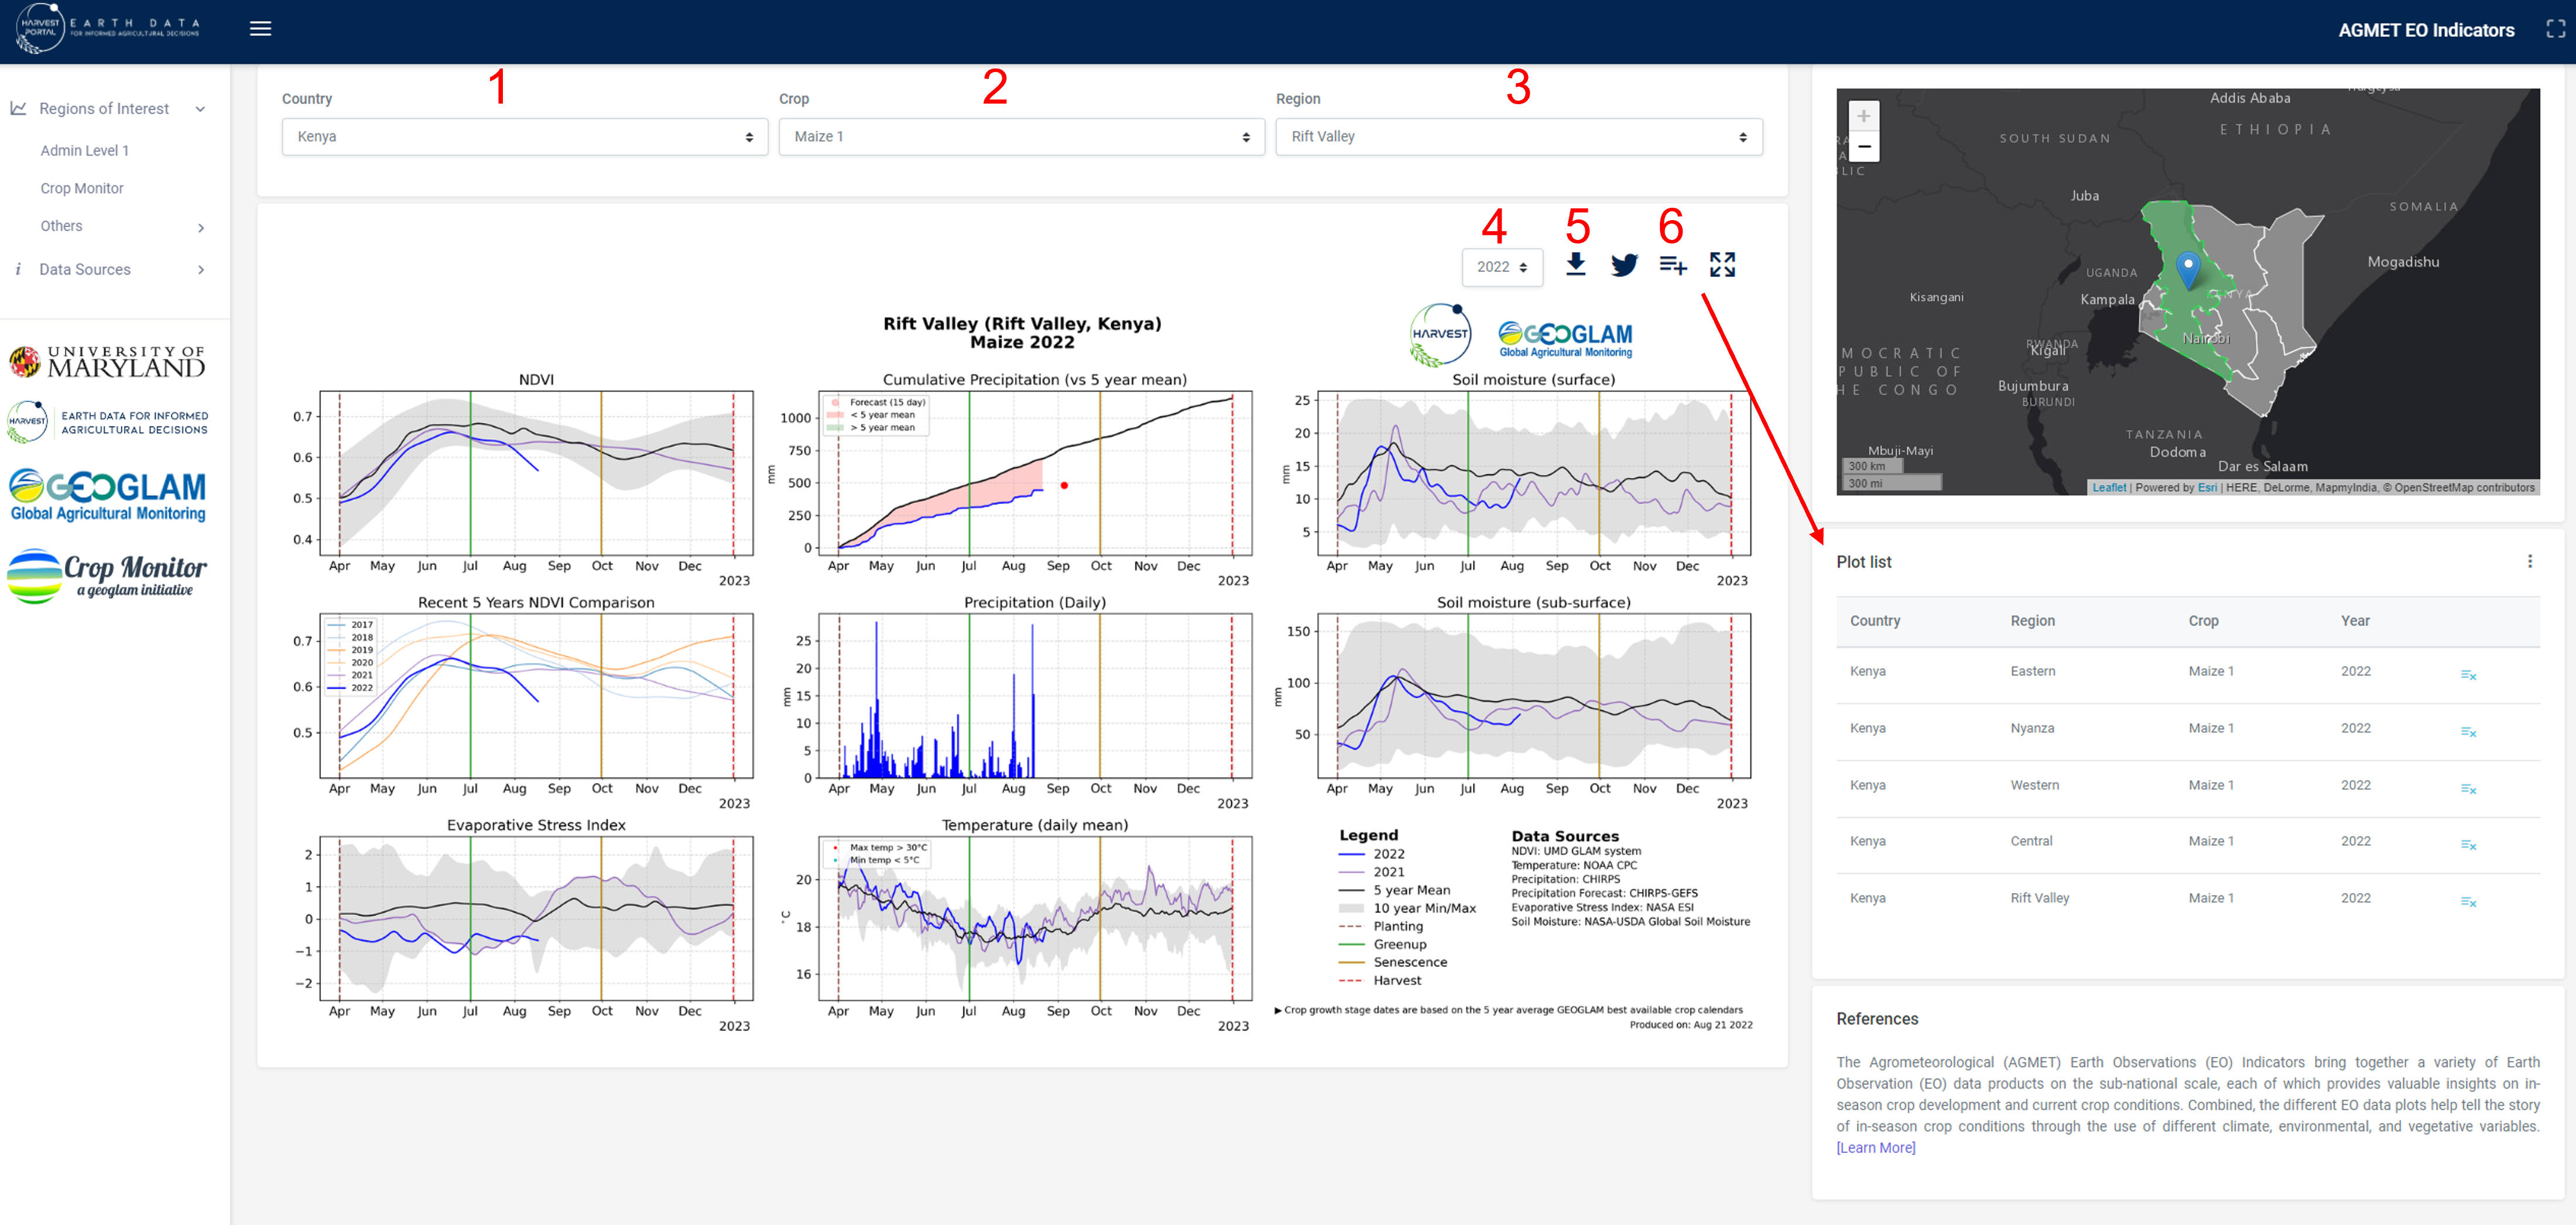 HARVEST PORTAL
EARTH DATA
FOR INFORMED AGRICULTURAL DECISIONS
AGMET EO Indicators
Regions of Interest
Admin Level 1
Crop Monitor
Others
Data Sources
UNIVERSITY OF
MARYLAND
HARVEST
EARTH DATA FOR INFORMED
AGRICULTURAL DECISIONS
GEOGLAM
Global Agricultural Monitoring
Crop Monitor
a geoglam initiative
1
2
3
Country
Crop
Region
Kenya
Maize 1
Rift Valley
4
5
6
2022
Rift Valley (Rift Valley, Kenya)
Maize 2022
HARVEST
GEOGLAM
Global Agricultural Monitoring
NDVI
0.7
0.6
0.5
0.4
Apr May Jun Jul Aug Sep Oct Nov Dec
2023
Cumulative Precipitation (vs 5 year mean)
Forecast (15 day)
< 5 year mean
> 5 year mean
mm
1000
750
500
250
0
Apr May Jun Jul Aug Sep Oct Nov Dec
2023
Soil moisture (surface)
mm
25
20
15
10
5
Apr May Jun Jul Aug Sep Oct Nov Dec
2023
Recent 5 Years NDVI Comparison
2017
2018
2019
2020
2021
2022
0.7
0.6
0.5
Apr May Jun Jul Aug Sep Oct Nov Dec
2023
Precipitation (Daily)
mm
25
20
15
10
5
0
Apr May Jun Jul Aug Sep Oct Nov Dec
2023
Soil moisture (sub-surface)
mm
150
100
50
Apr May Jun Jul Aug Sep Oct Nov Dec
2023
Evaporative Stress Index
2
1
0
−1
−2
Apr May Jun Jul Aug Sep Oct Nov Dec
2023
Temperature (daily mean)
Max temp > 30°C
Min temp < 5°C
°C
20
18
16
Apr May Jun Jul Aug Sep Oct Nov Dec
2023
Legend
2022
2021
5 year Mean
10 year Min/Max
Planting
Greenup
Senescence
Harvest
Data Sources
NDVI: UMD GLAM system
Temperature: NOAA CPC
Precipitation: CHIRPS
Precipitation Forecast: CHIRPS-GEFS
Evaporative Stress Index: NASA ESI
Soil Moisture: NASA-USDA Global Soil Moisture
▶ Crop growth stage dates are based on the 5 year average GEOGLAM best available crop calendars
Produced on: Aug 21 2022
+
−
Addis Ababa
ETHIOPIA
SOUTH SUDAN
BLIC
Juba
SOMALIA
Mogadishu
UGANDA
Kampala
KENYA
Kisangani
Nairobi
RWANDA
Kigali
MOCRATIC
PUBLIC OF
HE CONGO
Bujumbura
BURUNDI
TANZANIA
Dodoma
Mbuji-Mayi
Dar es Salaam
300 km
300 mi
Leaflet | Powered by Esri | HERE, DeLorme, MapmyIndia, © OpenStreetMap contributors
Plot list
Country Region Crop Year
Kenya Eastern Maize 1 2022
Kenya Nyanza Maize 1 2022
Kenya Western Maize 1 2022
Kenya Central Maize 1 2022
Kenya Rift Valley Maize 1 2022
References
The Agrometeorological (AGMET) Earth Observations (EO) Indicators bring together a variety of Earth
Observation (EO) data products on the sub-national scale, each of which provides valuable insights on in-
season crop development and current crop conditions. Combined, the different EO data plots help tell the story
of in-season crop conditions through the use of different climate, environmental, and vegetative variables.
[Learn More]